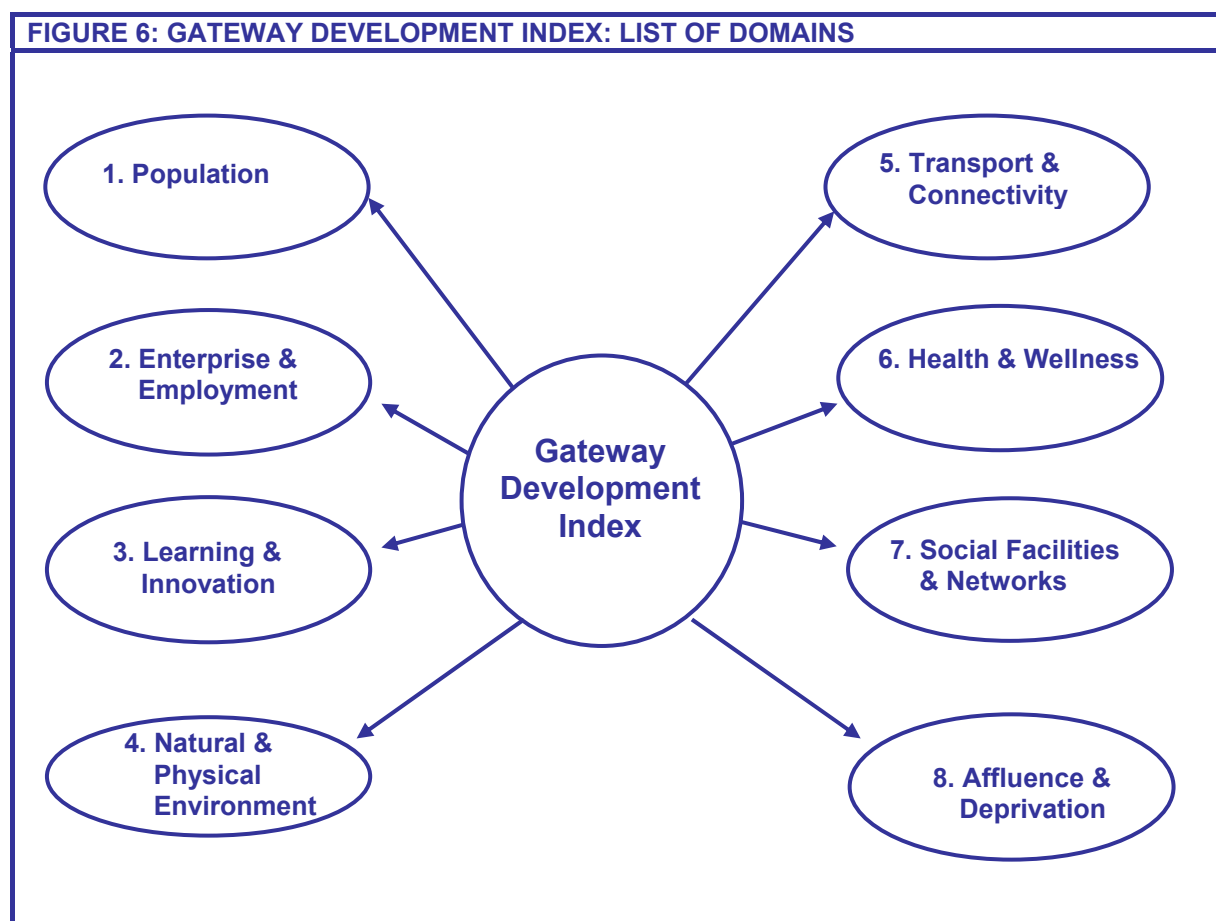 FIGURE 6: GATEWAY DEVELOPMENT INDEX: LIST OF DOMAINS
1. Population
2. Enterprise &
Employment
3. Learning &
Innovation
4. Natural &
Physical
Environment
Gateway
Development
Index
5. Transport &
Connectivity
6. Health & Wellness
7. Social Facilities
& Networks
8. Affluence &
Deprivation